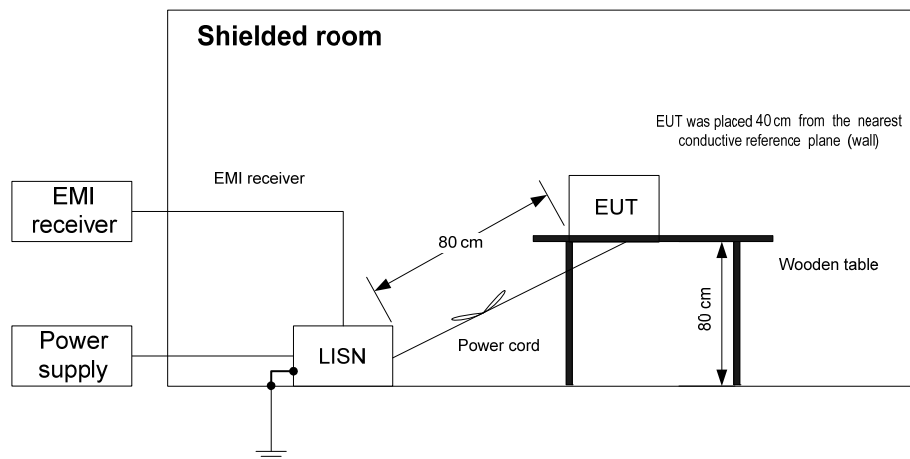 Shielded room
EUT was placed 40 cm from the nearest
conductive reference plane (wall)
EMI receiver
EMI
receiver
EUT
80 cm
Wooden table
80 cm
Power
supply
LISN
Power cord